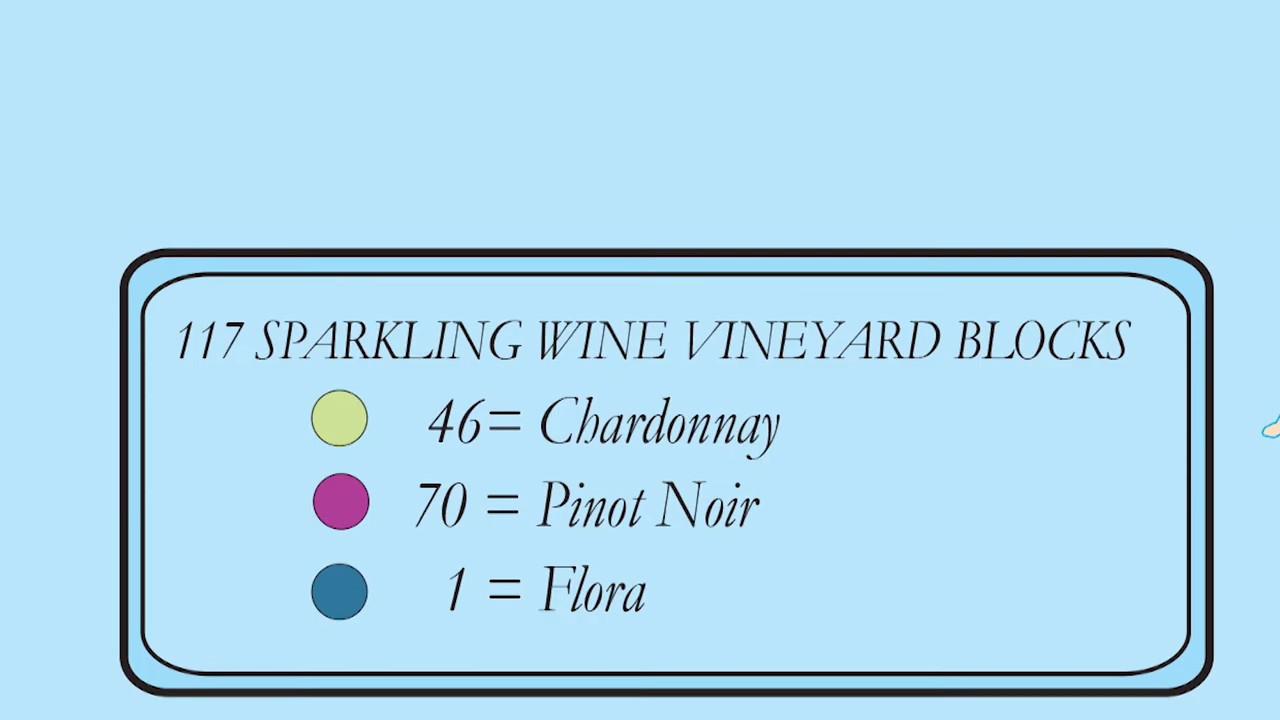 117 SPARKLING WINE VINEYARD BLOCKS
46= Chardonnay
70 = Pinot Noir
1 = Flora